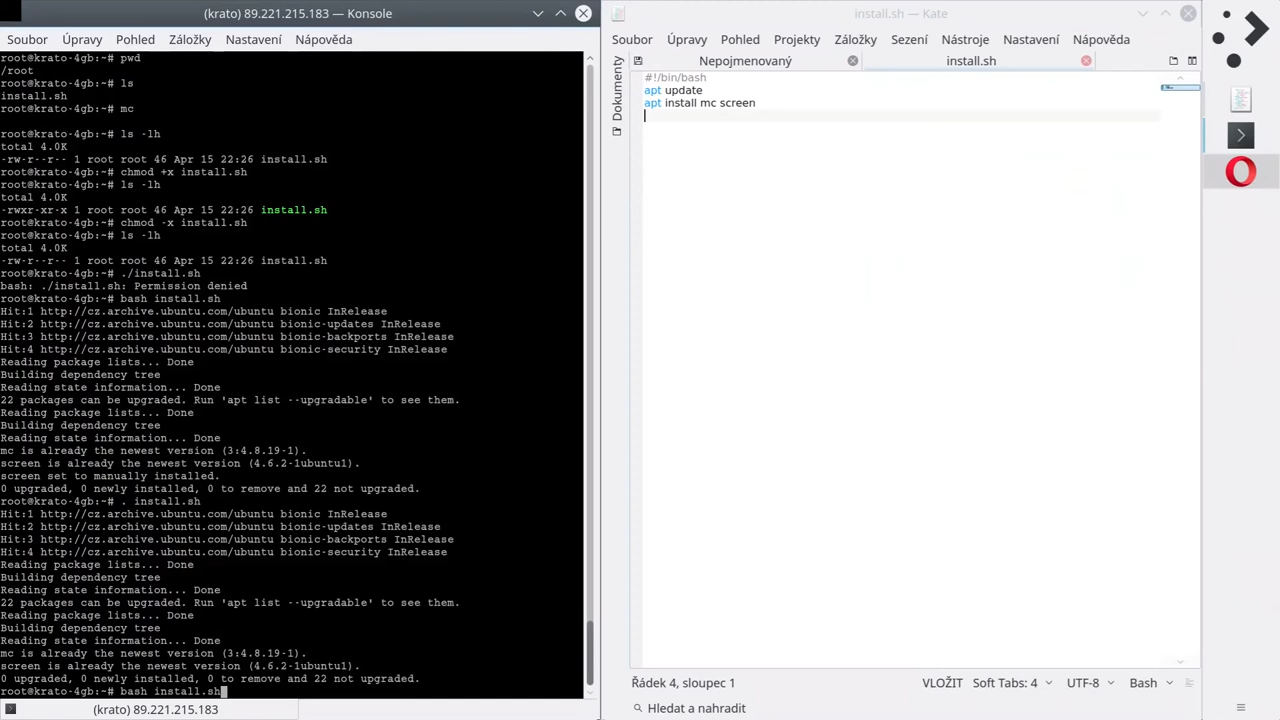 (krato) 89.221.215.183 — Konsole
Soubor Úpravy Pohled Záložky Nastavení Nápověda
root@krato-4gb:~# pwd
/root
root@krato-4gb:~# ls
install.sh
root@krato-4gb:~# mc
root@krato-4gb:~# ls -lh
total 4.0K
-rw-r--r-- 1 root root 46 Apr 15 22:26 install.sh
root@krato-4gb:~# chmod +x install.sh
root@krato-4gb:~# ls -lh
total 4.0K
-rwxr-xr-x 1 root root 46 Apr 15 22:26 install.sh
root@krato-4gb:~# chmod -x install.sh
root@krato-4gb:~# ls -lh
total 4.0K
-rw-r--r-- 1 root root 46 Apr 15 22:26 install.sh
root@krato-4gb:~# ./install.sh
bash: ./install.sh: Permission denied
root@krato-4gb:~# bash install.sh
Hit:1 http://cz.archive.ubuntu.com/ubuntu bionic InRelease
Hit:2 http://cz.archive.ubuntu.com/ubuntu bionic-updates InRelease
Hit:3 http://cz.archive.ubuntu.com/ubuntu bionic-backports InRelease
Hit:4 http://cz.archive.ubuntu.com/ubuntu bionic-security InRelease
Reading package lists... Done
Building dependency tree
Reading state information... Done
22 packages can be upgraded. Run 'apt list --upgradable' to see them.
Reading package lists... Done
Building dependency tree
Reading state information... Done
mc is already the newest version (3:4.8.19-1).
screen is already the newest version (4.6.2-1ubuntu1).
screen set to manually installed.
0 upgraded, 0 newly installed, 0 to remove and 22 not upgraded.
root@krato-4gb:~# . install.sh
Hit:1 http://cz.archive.ubuntu.com/ubuntu bionic InRelease
Hit:2 http://cz.archive.ubuntu.com/ubuntu bionic-updates InRelease
Hit:3 http://cz.archive.ubuntu.com/ubuntu bionic-backports InRelease
Hit:4 http://cz.archive.ubuntu.com/ubuntu bionic-security InRelease
Reading package lists... Done
Building dependency tree
Reading state information... Done
22 packages can be upgraded. Run 'apt list --upgradable' to see them.
Reading package lists... Done
Building dependency tree
Reading state information... Done
mc is already the newest version (3:4.8.19-1).
screen is already the newest version (4.6.2-1ubuntu1).
0 upgraded, 0 newly installed, 0 to remove and 22 not upgraded.
root@krato-4gb:~# bash install.sh
(krato) 89.221.215.183
install.sh — Kate
Soubor Úpravy Pohled Projekty Záložky Sezení Nástroje Nastavení Nápověda
Nepojmenovaný install.sh
Dokumenty
#!/bin/bash
apt update
apt install mc screen
Řádek 4, sloupec 1 VLOŽIT Soft Tabs: 4 UTF-8 Bash
Hledat a nahradit